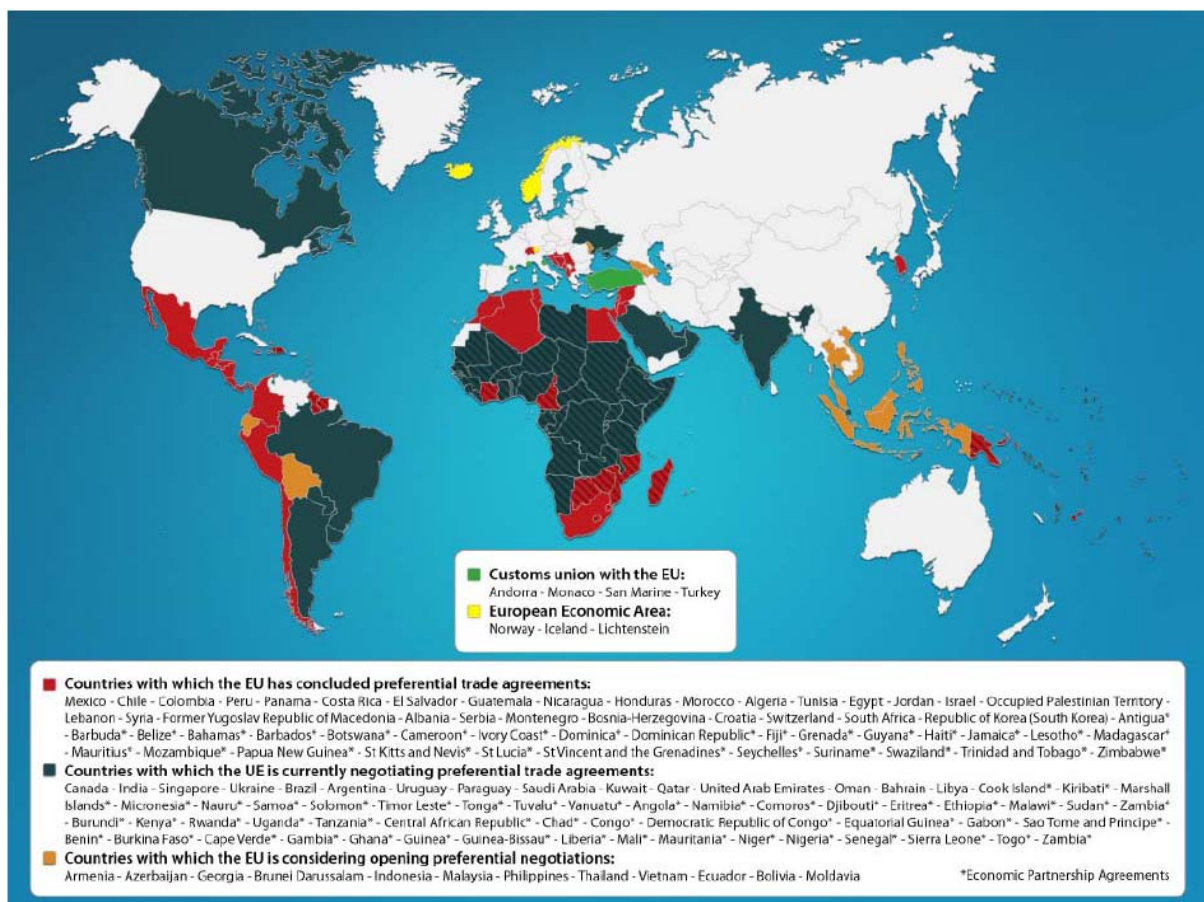 Customs union with the EU:
Andorra - Monaco - San Marine - Turkey
European Economic Area:
Norway - Iceland - Lichtenstein
Countries with which the EU has concluded preferential trade agreements:
Mexico - Chile - Colombia - Peru - Panama - Costa Rica - El Salvador - Guatemala - Nicaragua - Honduras - Morocco - Algeria - Tunisia - Egypt - Jordan - Israel - Occupied Palestinian Territory -
Lebanon - Syria - Former Yugoslav Republic of Macedonia - Albania - Serbia - Montenegro - Bosnia-Herzegovina - Croatia - Switzerland - South Africa - Republic of Korea (South Korea) - Antigua*
- Barbuda* - Belize* - Bahamas* - Barbados* - Botswana* - Cameroon* - Ivory Coast* - Dominica* - Dominican Republic* - Fiji* - Grenada* - Guyana* - Haiti* - Jamaica* - Lesotho* - Madagascar*
- Mauritius* - Mozambique* - Papua New Guinea* - St Kitts and Nevis* - St Lucia* - St Vincent and the Grenadines* - Seychelles* - Suriname* - Swaziland* - Trinidad and Tobago* - Zimbabwe*
Countries with which the UE is currently negotiating preferential trade agreements:
Canada - India - Singapore - Ukraine - Brazil - Argentina - Uruguay - Paraguay - Saudi Arabia - Kuwait - Qatar - United Arab Emirates - Oman - Bahrain - Libya - Cook Island* - Kiribati* - Marshall
Islands* - Micronesia* - Nauru* - Samoa* - Solomon* - Timor Leste* - Tonga* - Tuvalu* - Vanuatu* - Angola* - Namibia* - Comoros* - Djibouti* - Eritrea* - Ethiopia* - Malawi* - Sudan* - Zambia*
- Burundi* - Kenya* - Rwanda* - Uganda* - Tanzania* - Central African Republic* - Chad* - Congo* - Democratic Republic of Congo* - Equatorial Guinea* - Gabon* - Sao Tome and Principe* -
Benin* - Burkina Faso* - Cape Verde* - Gambia* - Ghana* - Guinea* - Guinea-Bissau* - Liberia* - Mali* - Mauritania* - Niger* - Nigeria* - Senegal* - Sierra Leone* - Togo* - Zambia*
Countries with which the EU is considering opening preferential negotiations:
Armenia - Azerbaijan - Georgia - Brunei Darussalam - Indonesia - Malaysia - Philippines - Thailand - Vietnam - Ecuador - Bolivia - Moldavia
*Economic Partnership Agreements